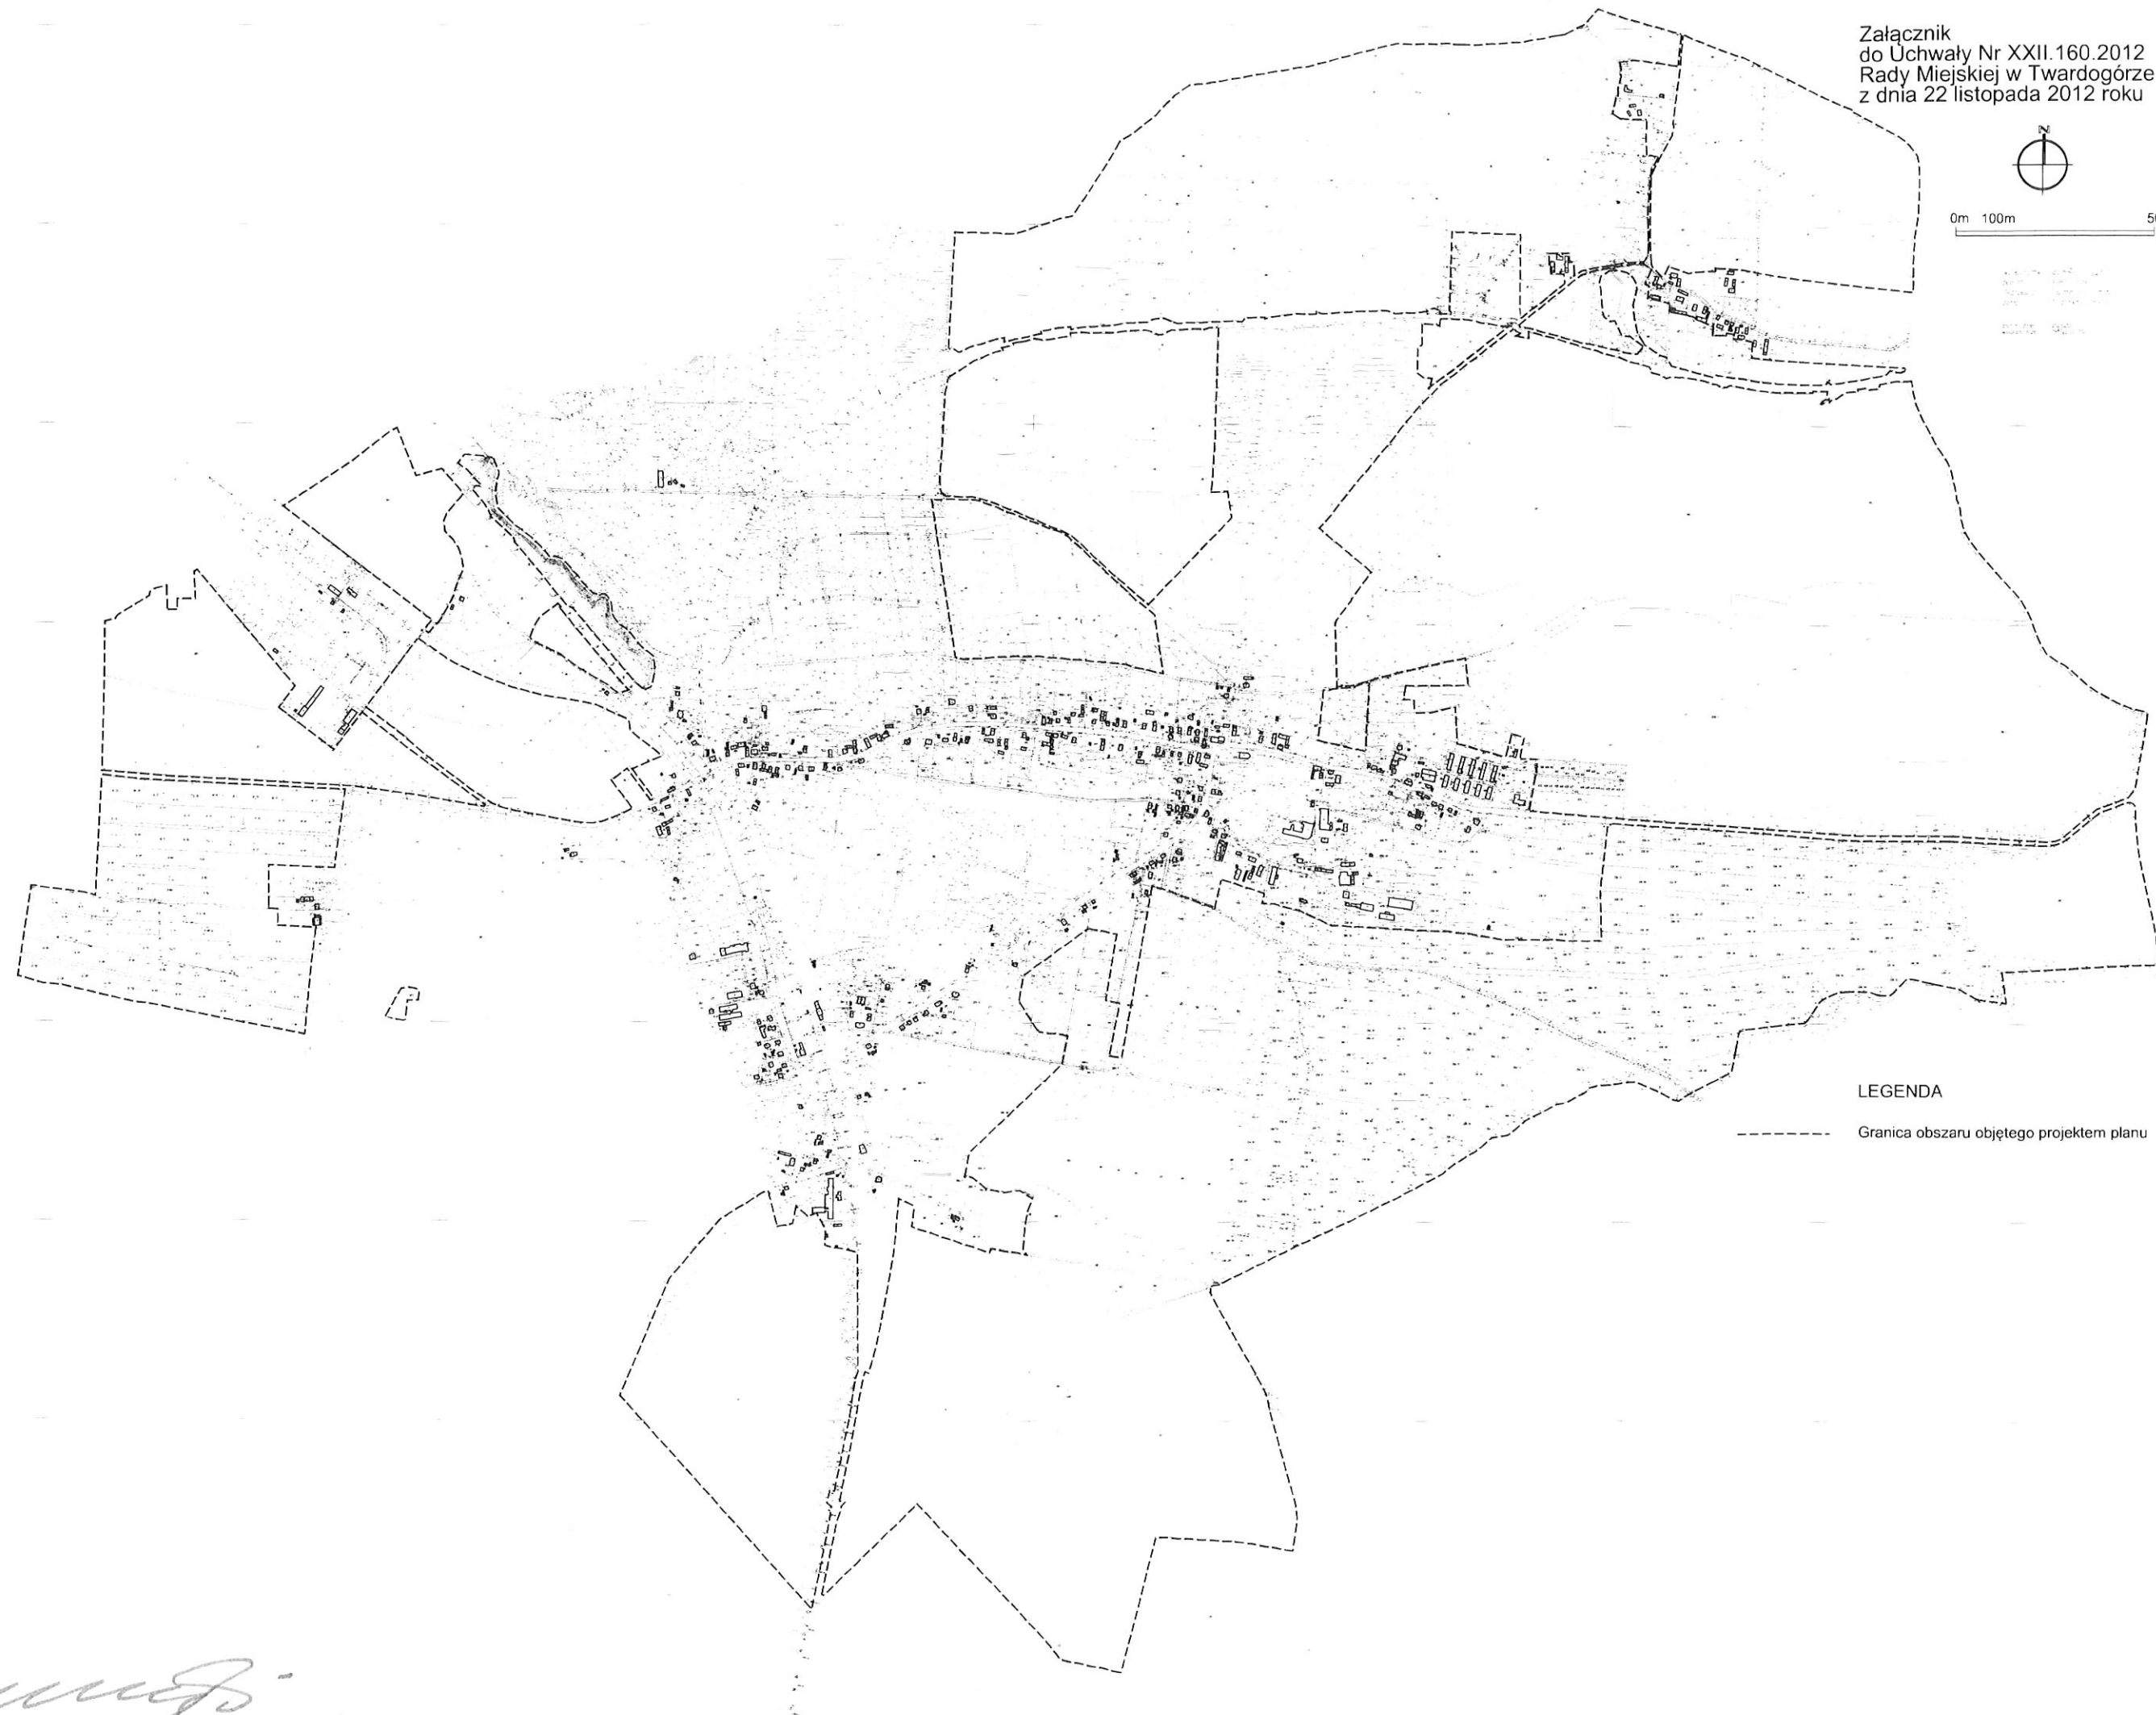 Załącznik
do Uchwały Nr XXII.160.2012
Rady Miejskiej w Twardogórze
z dnia 22 listopada 2012 roku
N
0m 100m
LEGENDA
Granica obszaru objętego projektem planu